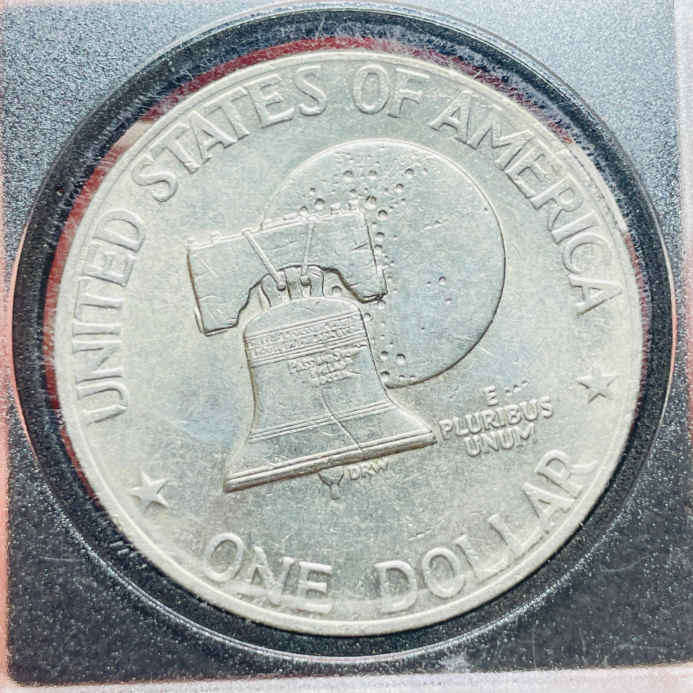 UNITED STATES OF AMERICA
E
PLURIBUS
UNUM
DRW
ONE DOLLAR